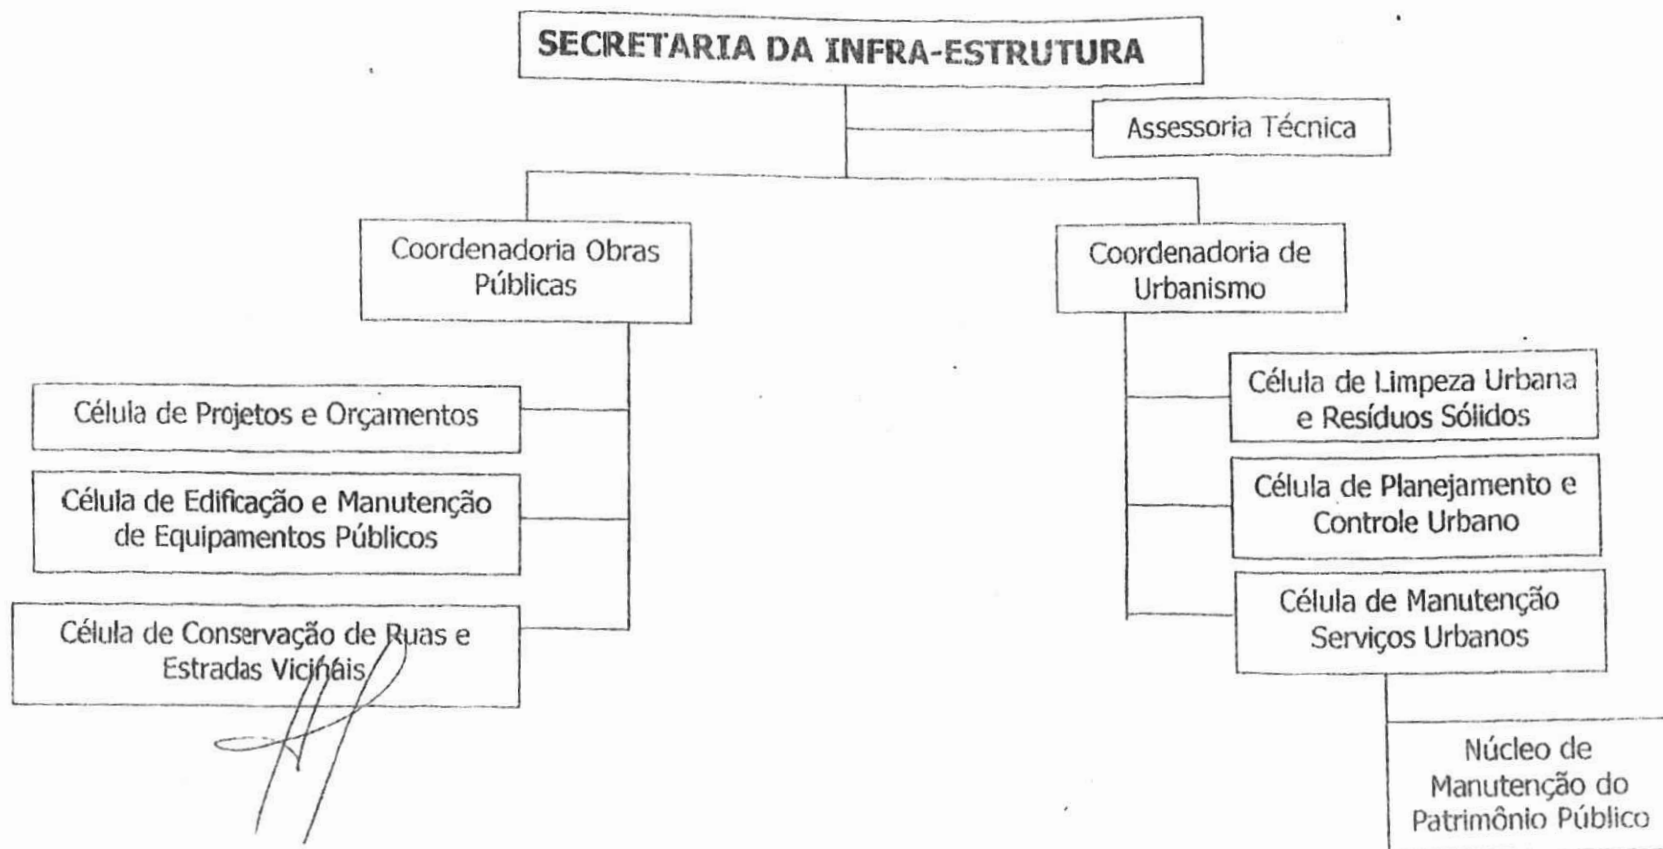 SECRETARIA DA INFRA-ESTRUTURA
Assessoria Técnica
Coordenadoria Obras
Públicas
Coordenadoria de
Urbanismo
Célula de Projetos e Orçamentos
Célula de Edificação e Manutenção
de Equipamentos Públicos
Célula de Conservação de Ruas e
Estradas Vicinais
Célula de Limpeza Urbana
e Resíduos Sólidos
Célula de Planejamento e
Controle Urbano
Célula de Manutenção
Serviços Urbanos
Núcleo de
Manutenção do
Patrimônio Público